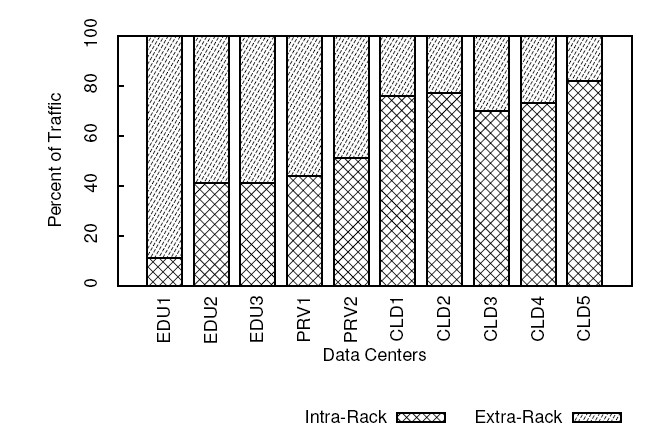 Percent of Traffic
100
80
60
40
20
0
EDU1 EDU2 EDU3 PRV1 PRV2 CLD1 CLD2 CLD3 CLD4 CLD5
Data Centers
Intra-Rack Extra-Rack